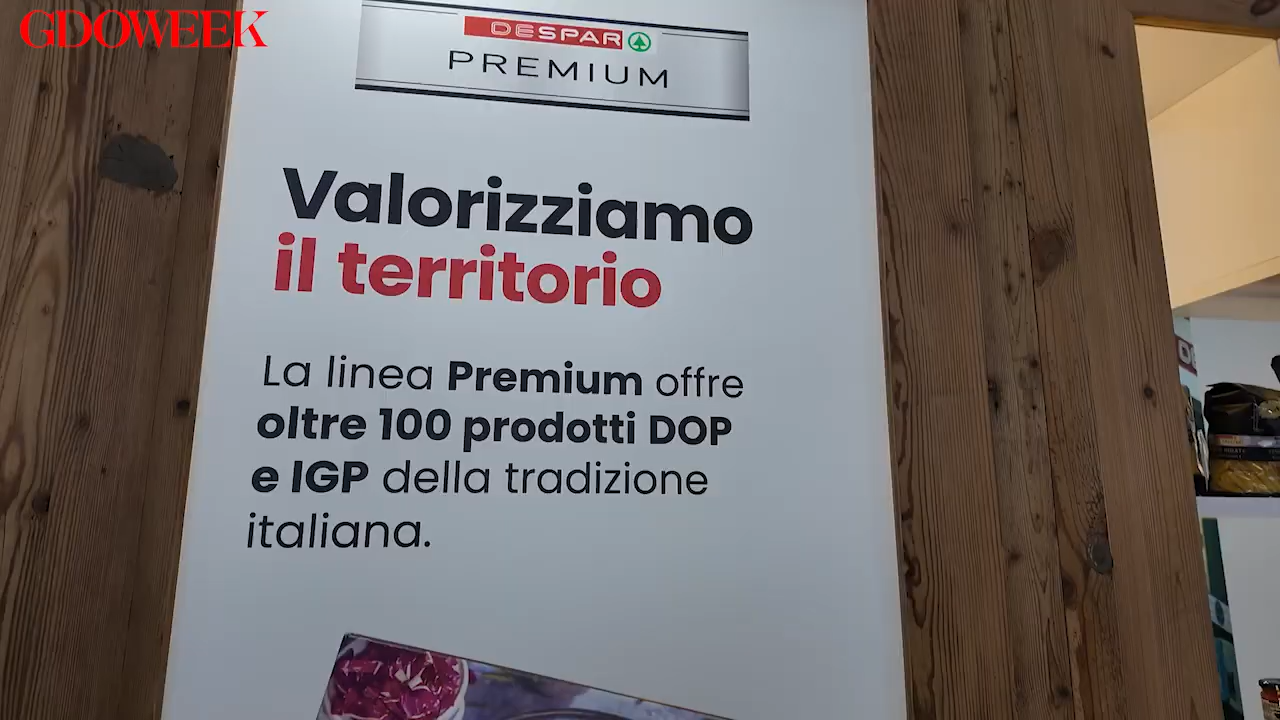 GDOWEEK
DESPAR
PREMIUM
Valorizziamo
il territorio
La linea Premium offre
oltre 100 prodotti DOP
e IGP della tradizione
italiana.